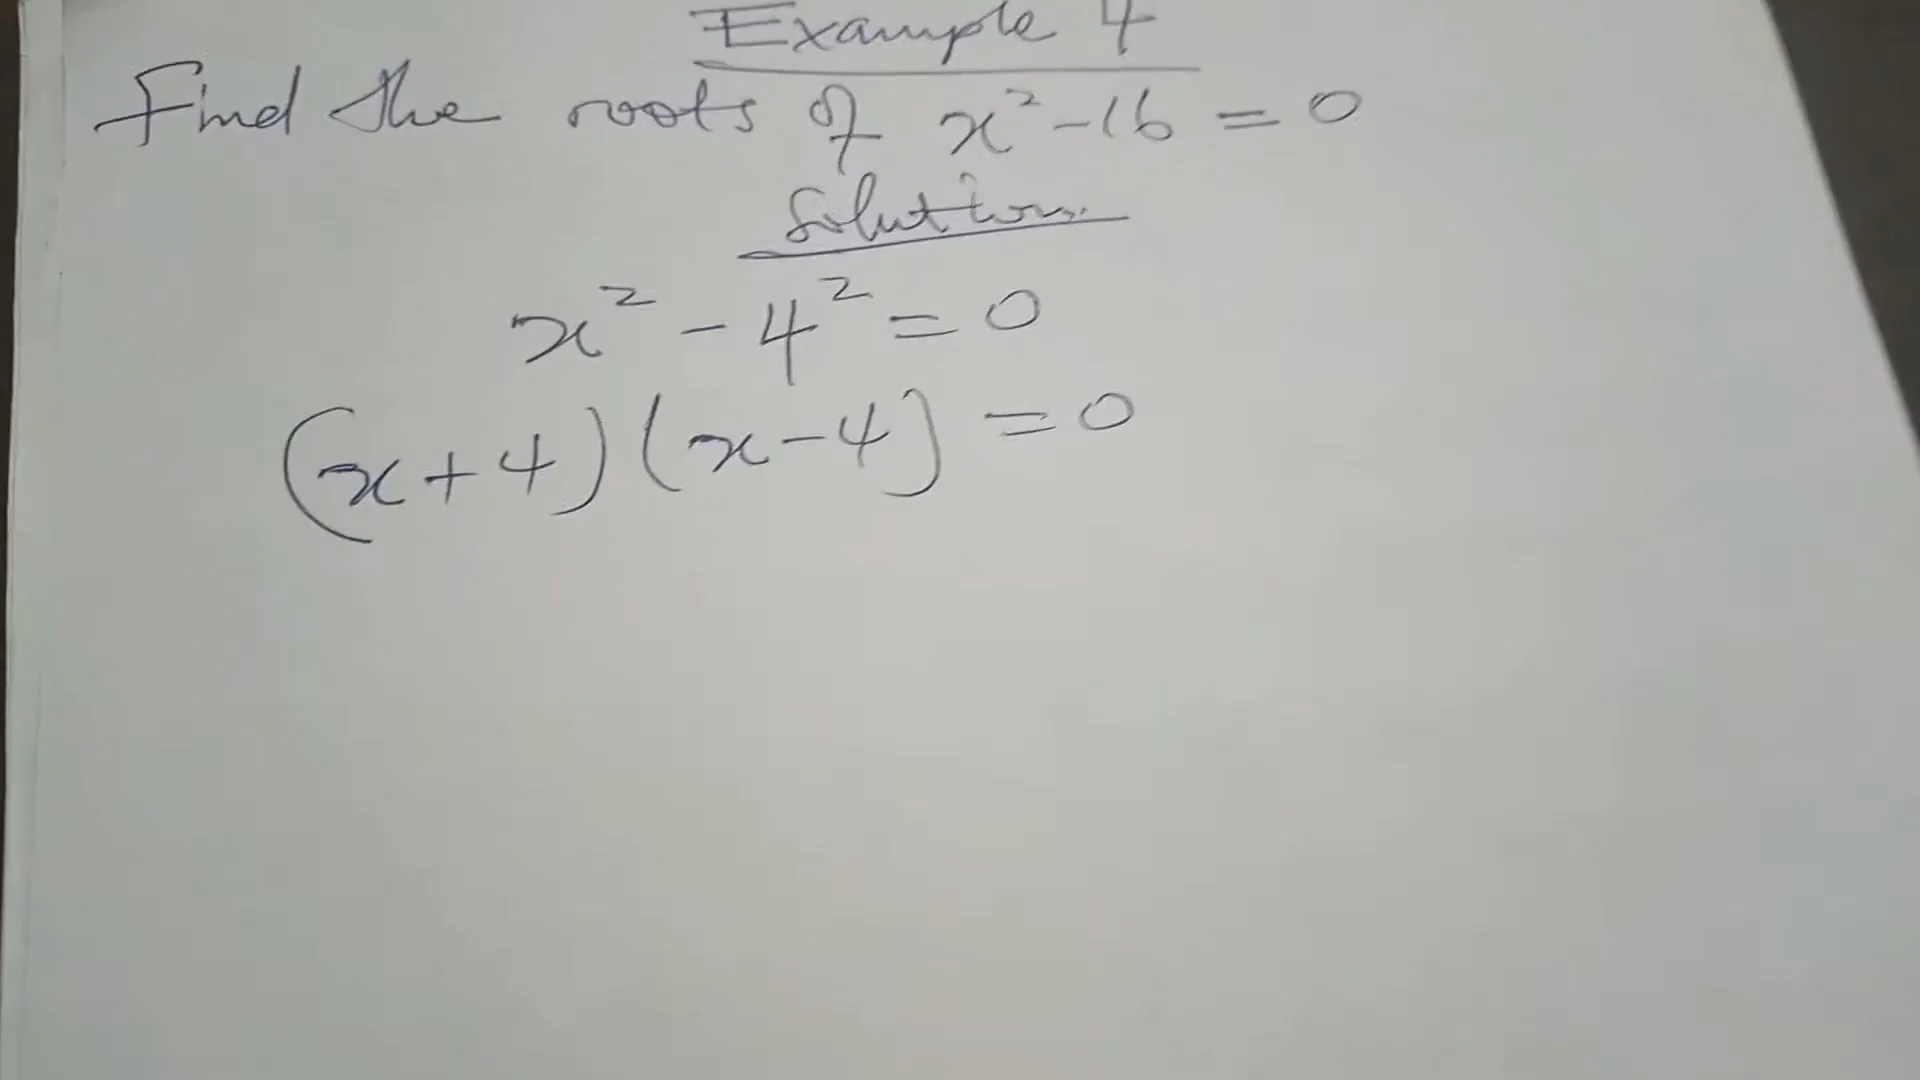 Example 4
Find the roots of x² - 16 = 0
Solution
x² - 4² = 0
(x+4)(x-4) = 0